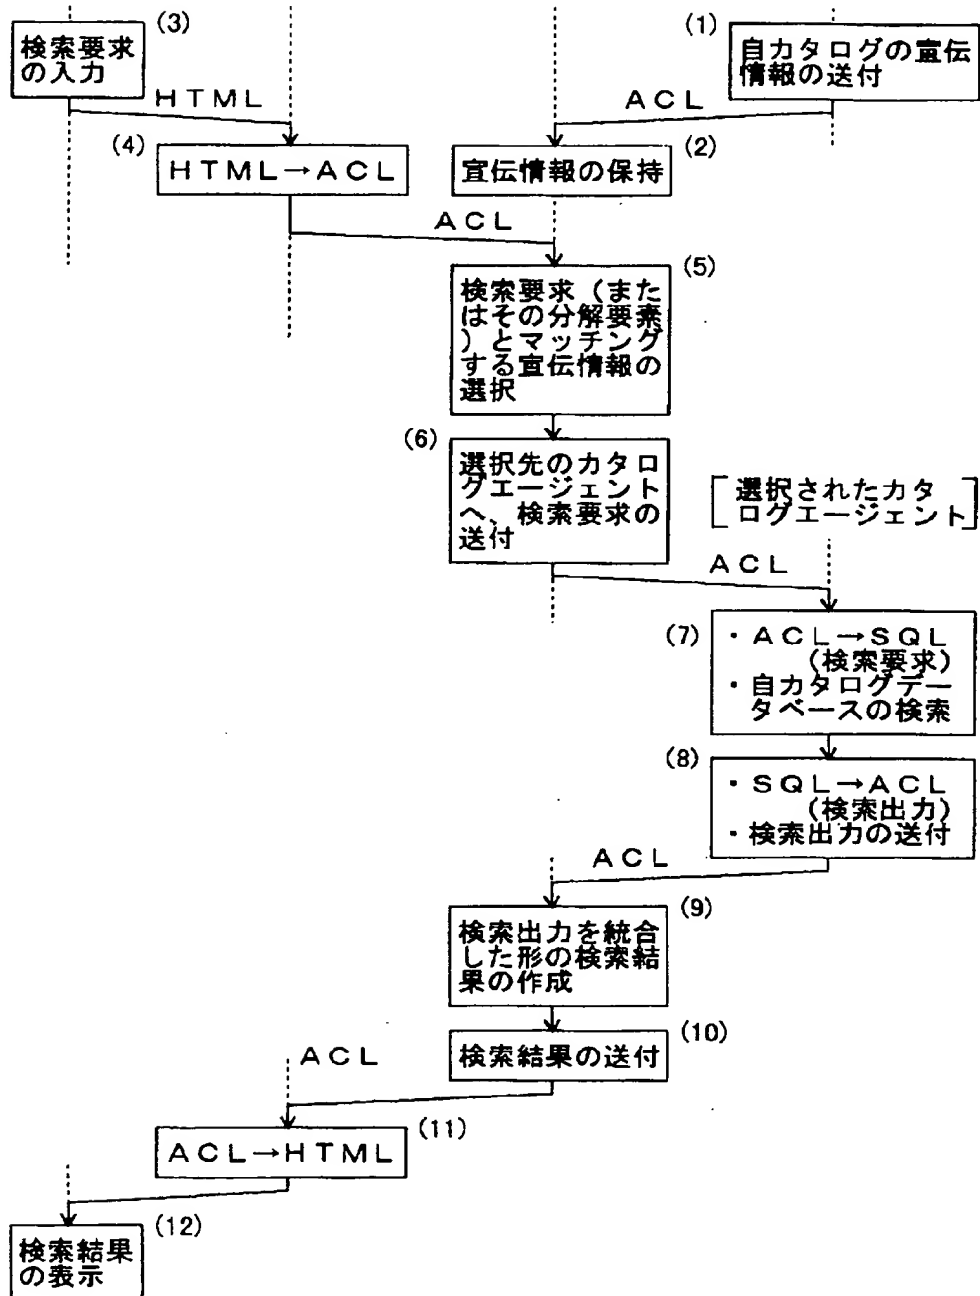 (3)
検索要求
の入力
(1)
自カタログの宣伝
情報の送付
HTML
ACL
(4)
HTML→ACL
(2)
宣伝情報の保持
ACL
(5)
検索要求(また
はその分解要素
)とマッチング
する宣伝情報の
選択
(6)
選択先のカタロ
グエージェント
へ、検索要求の
送付
選択されたカタ
ログエージェント
ACL
(7)
・ACL→SQL
(検索要求)
・自カタログデー
タベースの検索
(8)
・SQL→ACL
(検索出力)
・検索出力の送付
ACL
(9)
検索出力を統合
した形の検索結
果の作成
(10)
検索結果の送付
ACL
(11)
ACL→HTML
(12)
検索結果
の表示